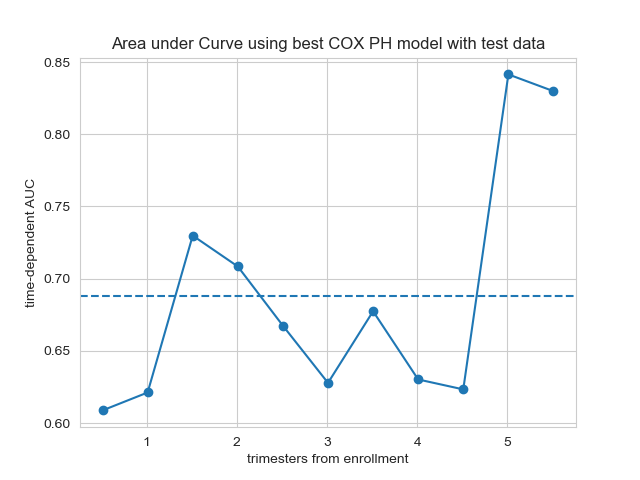 Area under Curve using best COX PH model with test data
0.85
0.80
0.75
0.70
0.65
0.60
time-dependent AUC
1 2 3 4 5
trimesters from enrollment